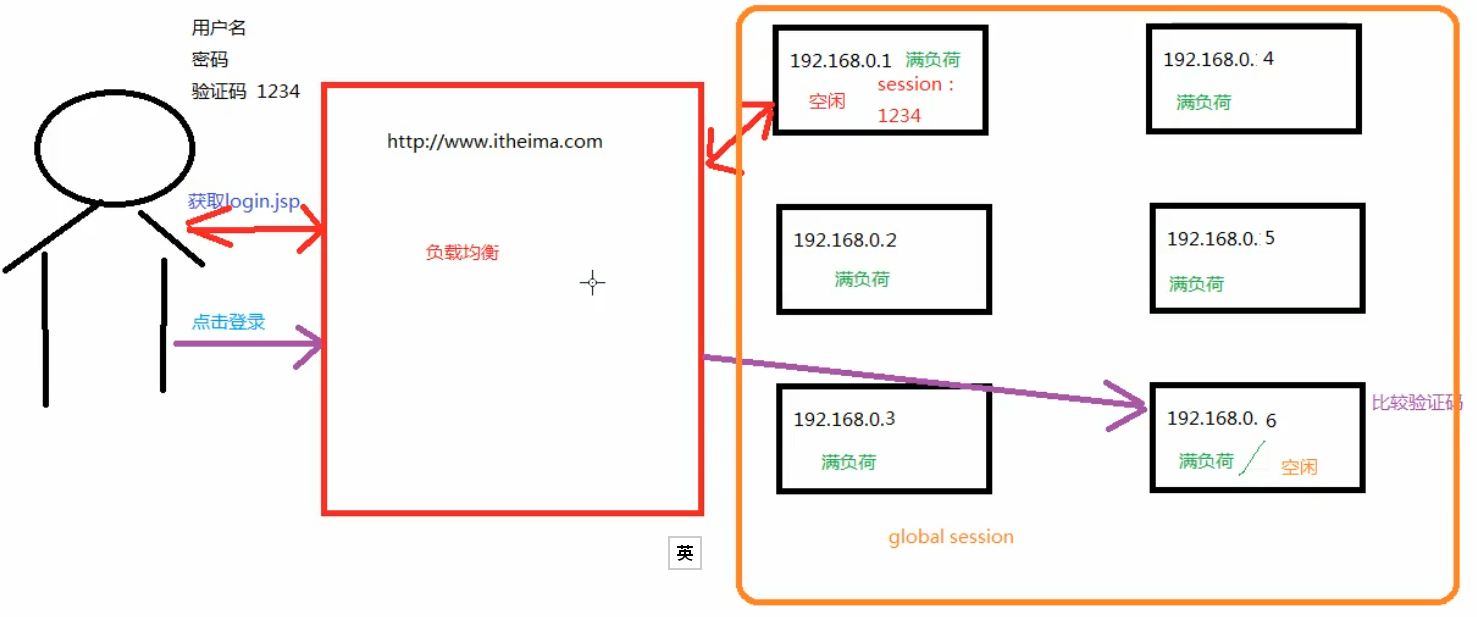 用户名
密码
验证码 1234
获取login.jsp
点击登录
http://www.itheima.com
负载均衡
英
192.168.0.1 满负荷
空闲 session：
1234
192.168.0.2
满负荷
192.168.0.3
满负荷
192.168.0. 4
满负荷
192.168.0. 5
满负荷
192.168.0. 6
满负荷 空闲
比较验证码
global session